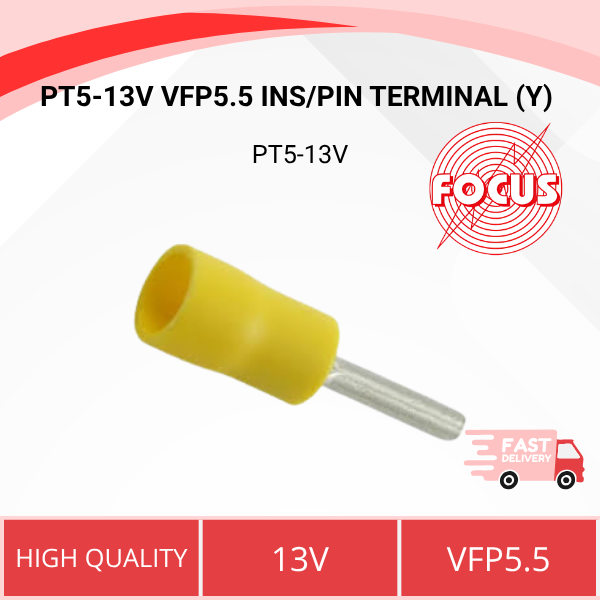 PT5-13V VFP5.5 INS/PIN TERMINAL (Y)
PT5-13V
FOCUS
FAST
DELIVERY
HIGH QUALITY
13V
VFP5.5